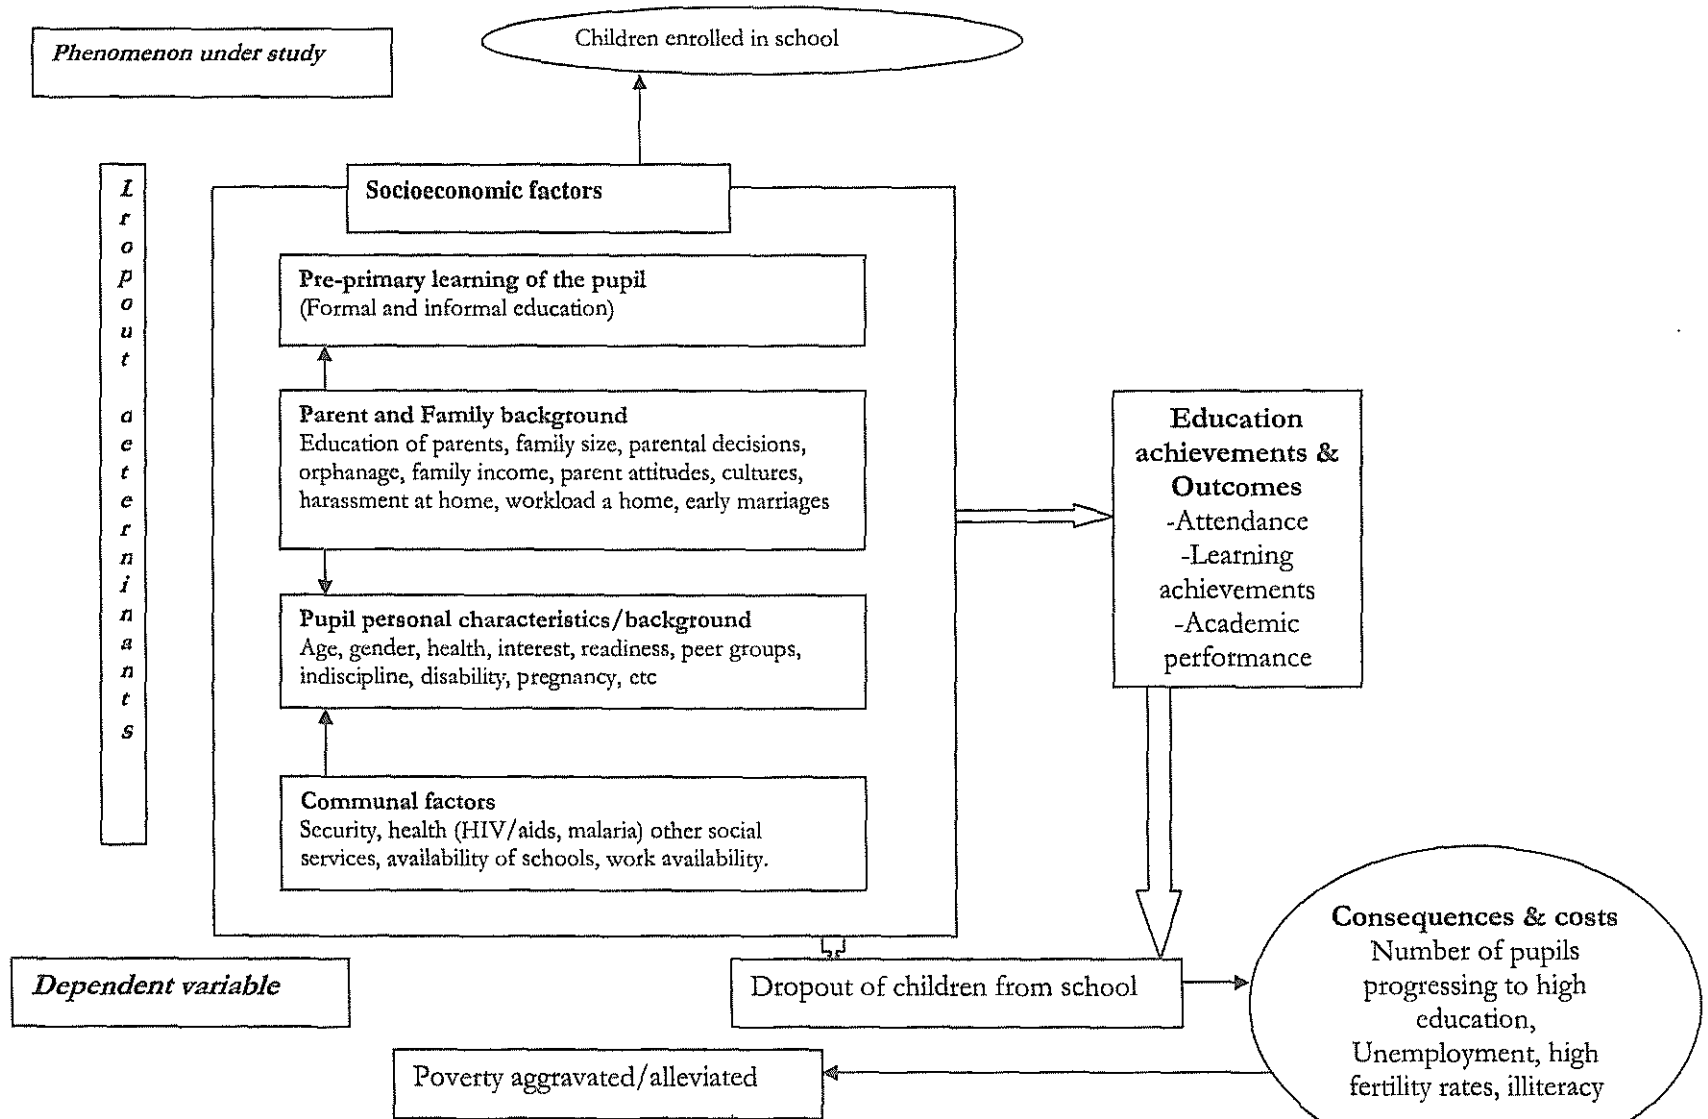 Phenomenon under study
Children enrolled in school
Iropout aeterninants
Socioeconomic factors
Pre-primary learning of the pupil
(Formal and informal education)
Parent and Family background
Education of parents, family size, parental decisions,
orphanage, family income, parent attitudes, cultures,
harassment at home, workload a home, early marriages
Pupil personal characteristics/background
Age, gender, health, interest, readiness, peer groups,
indiscipline, disability, pregnancy, etc
Communal factors
Security, health (HIV/aids, malaria) other social
services, availability of schools, work availability.
Education
achievements &
Outcomes
-Attendance
-Learning
achievements
-Academic
performance
Dependent variable
Dropout of children from school
Consequences & costs
Number of pupils
progressing to high
education,
Unemployment, high
fertility rates, illiteracy
Poverty aggravated/alleviated